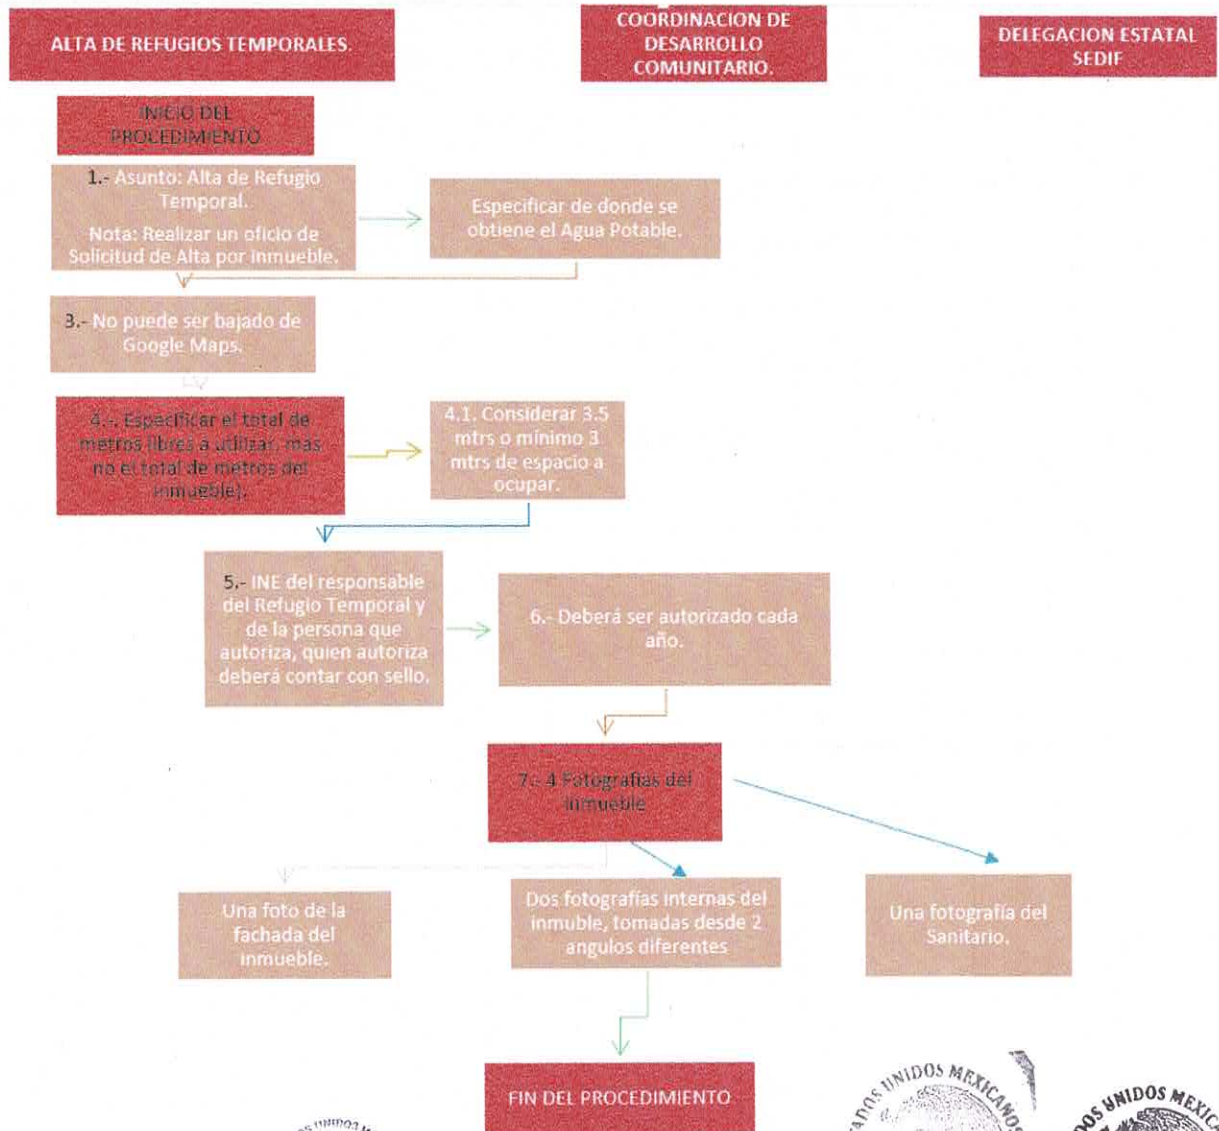 ALTA DE REFUGIOS TEMPORALES.
COORDINACION DE
DESARROLLO
COMUNITARIO.
DELEGACION ESTATAL
SEDIF
INICIO DEL
PROCEDIMIENTO
1.- Asunto: Alta de Refugio
Temporal.
Nota: Realizar un oficio de
Solicitud de Alta por Inmueble.
Especificar de donde se
obtiene el Agua Potable.
3.- No puede ser bajado de
Google Maps.
4.-. Especificar el total de
metros libres a utilizar, mas
no el total de metros del
inmueble).
4.1. Considerar 3.5
mtrs o mínimo 3
mtrs de espacio a
ocupar.
5.- INE del responsable
del Refugio Temporal y
de la persona que
autoriza, quien autoriza
deberá contar con sello.
6.- Deberá ser autorizado cada
año.
7.- 4 Fotografías del
inmueble
Una foto de la
fachada del
inmueble.
Dos fotografías internas del
inmuble, tomadas desde 2
angulos diferentes
Una fotografía del
Sanitario.
FIN DEL PROCEDIMIENTO
UNIDOS MEXICANOS
UNIDOS